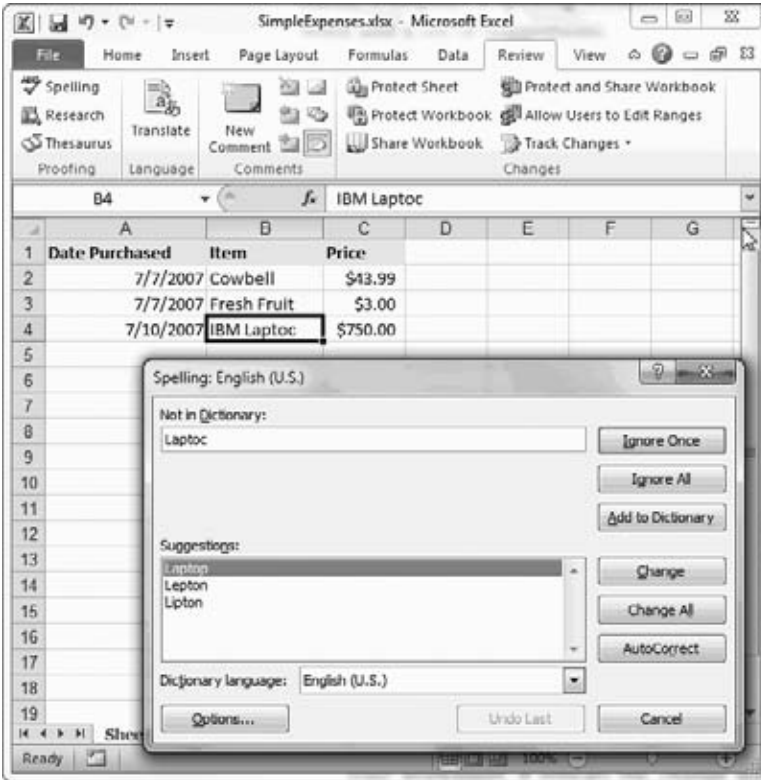 SimpleExpenses.xlsx - Microsoft Excel
File Home Insert Page Layout Formulas Data Review View
Spelling
Research
Thesaurus
Proofing
Translate
Language
New
Comment
Comments
Protect Sheet
Protect Workbook
Share Workbook
Protect and Share Workbook
Allow Users to Edit Ranges
Track Changes
Changes
B4 fx IBM Laptoc
A B C D E F G
1 Date Purchased Item Price
2 7/7/2007 Cowbell $43.99
3 7/7/2007 Fresh Fruit $3.00
4 7/10/2007 IBM Laptoc $750.00
5
6
7
8
9
10
11
12
13
14
15
16
17
18
19
Spelling: English (U.S.)
Not in Dictionary:
Laptoc
Ignore Once
Ignore All
Add to Dictionary
Suggestions:
Laptop
Lepton
Lipton
Change
Change All
AutoCorrect
Dictionary language: English (U.S.)
Options... Undo Last Cancel
Shee
Ready 100%